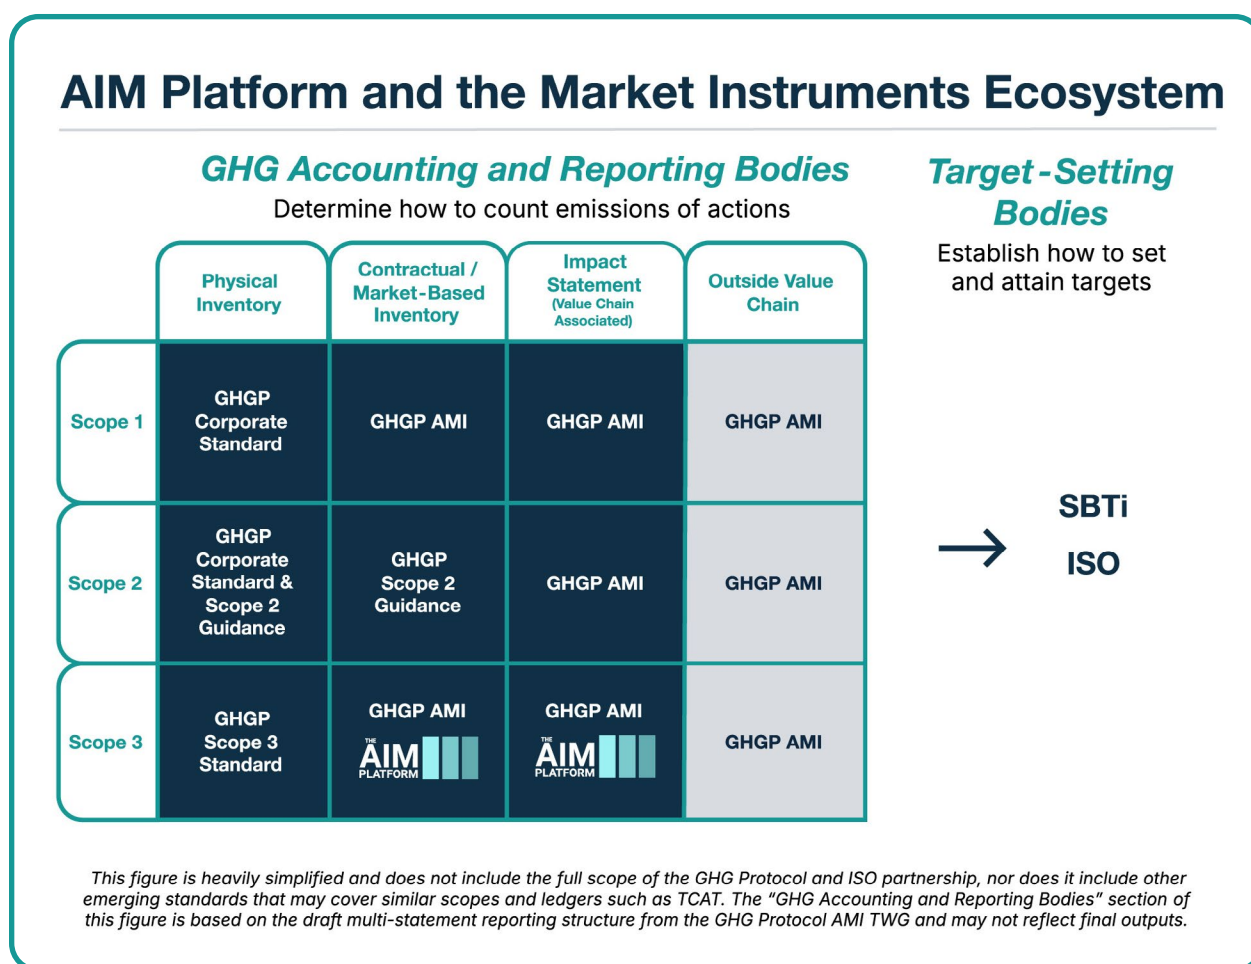 AIM Platform and the Market Instruments Ecosystem
GHG Accounting and Reporting Bodies
Determine how to count emissions of actions
Target-Setting
Bodies
Establish how to set
and attain targets
Physical
Inventory
Contractual /
Market-Based
Inventory
Impact
Statement
(Value Chain
Associated)
Outside Value
Chain
Scope 1
GHGP
Corporate
Standard
GHGP AMI
GHGP AMI
GHGP AMI
Scope 2
GHGP
Corporate
Standard &
Scope 2
Guidance
GHGP
Scope 2
Guidance
GHGP AMI
GHGP AMI
Scope 3
GHGP
Scope 3
Standard
GHGP AMI
THE
AIM
PLATFORM
GHGP AMI
THE
AIM
PLATFORM
GHGP AMI
SBTi
ISO
This figure is heavily simplified and does not include the full scope of the GHG Protocol and ISO partnership, nor does it include other
emerging standards that may cover similar scopes and ledgers such as TCAT. The “GHG Accounting and Reporting Bodies” section of
this figure is based on the draft multi-statement reporting structure from the GHG Protocol AMI TWG and may not reflect final outputs.